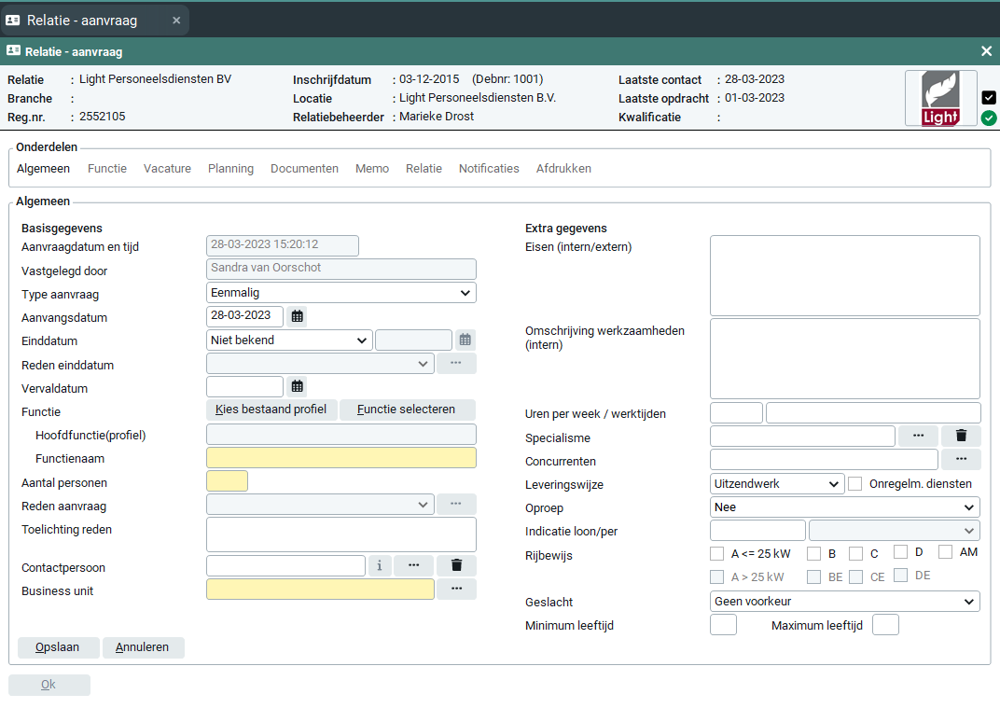 Relatie - aanvraag ×
Relatie - aanvraag ×
Relatie : Light Personeelsdiensten BV
Branche :
Reg.nr. : 2552105
Inschrijfdatum : 03-12-2015 (Debnr: 1001)
Locatie : Light Personeelsdiensten B.V.
Relatiebeheerder : Marieke Drost
Laatste contact : 28-03-2023
Laatste opdracht : 01-03-2023
Kwalificatie :
Light
Onderdelen
Algemeen Functie Vacature Planning Documenten Memo Relatie Notificaties Afdrukken
Algemeen
Basisgegevens
Aanvraagdatum en tijd 28-03-2023 15:20:12
Vastgelegd door Sandra van Oorschot
Type aanvraag Eenmalig
Aanvangsdatum 28-03-2023
Einddatum Niet bekend
Reden einddatum ...
Vervaldatum
Functie Kies bestaand profiel Functie selecteren
Hoofdfunctie(profiel)
Functienaam
Aantal personen
Reden aanvraag ...
Toelichting reden
Contactpersoon i ...
Business unit ...
Extra gegevens
Eisen (intern/extern)
Omschrijving werkzaamheden
(intern)
Uren per week / werktijden
Specialisme ...
Concurrenten ...
Leveringswijze Uitzendwerk Onregelm. diensten
Oproep Nee
Indicatie loon/per
Rijbewijs A <= 25 kW B C D AM
A > 25 kW BE CE DE
Geslacht Geen voorkeur
Minimum leeftijd Maximum leeftijd
Opslaan Annuleren
Ok